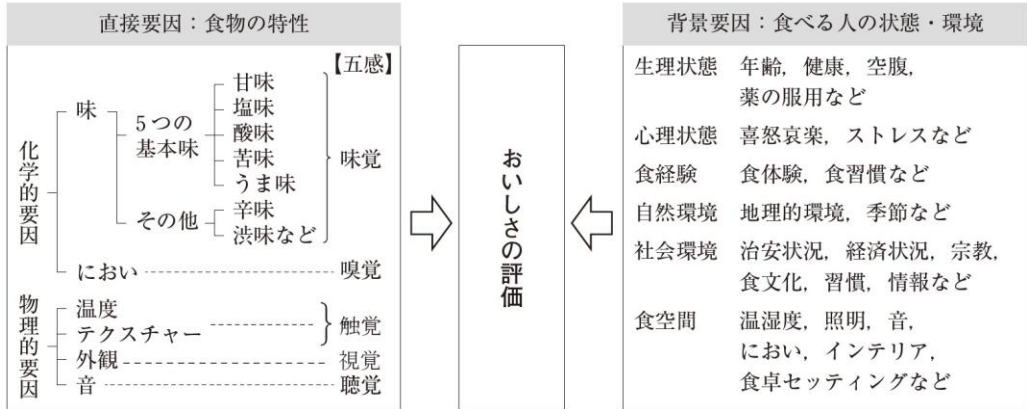 直接要因：食物の特性
【五感】
化学的要因
味
5つの
基本味
甘味
塩味
酸味
苦味
うま味
味覚
その他
辛味
渋味など
におい
嗅覚
物理的要因
温度
テクスチャー
触覚
外観
視覚
音
聴覚
おいしさの評価
背景要因：食べる人の状態・環境
生理状態 年齢，健康，空腹，
薬の服用など
心理状態 喜怒哀楽，ストレスなど
食経験 食体験，食習慣など
自然環境 地理的環境，季節など
社会環境 治安状況，経済状況，宗教，
食文化，習慣，情報など
食空間 温湿度，照明，音，
におい，インテリア，
食卓セッティングなど